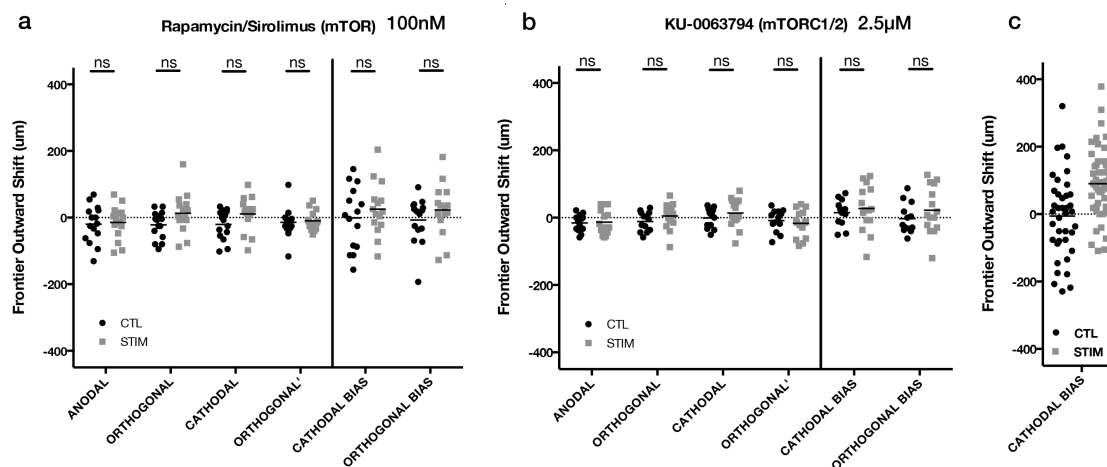 a
Rapamycin/Sirolimus (mTOR) 100nM
ns ns ns ns ns ns
Frontier Outward Shift (um)
400
200
0
-200
-400
CTL
STIM
ANODAL
ORTHOGONAL
CATHODAL
ORTHOGONAL'
CATHODAL BIAS
ORTHOGONAL BIAS
b
KU-0063794 (mTORC1/2) 2.5µM
ns ns ns ns ns ns
Frontier Outward Shift (um)
400
200
0
-200
-400
CTL
STIM
ANODAL
ORTHOGONAL
CATHODAL
ORTHOGONAL'
CATHODAL BIAS
ORTHOGONAL BIAS
c
Frontier Outward Shift (um)
400
200
0
-200
-400
CTL
STIM
CATHODAL BIAS